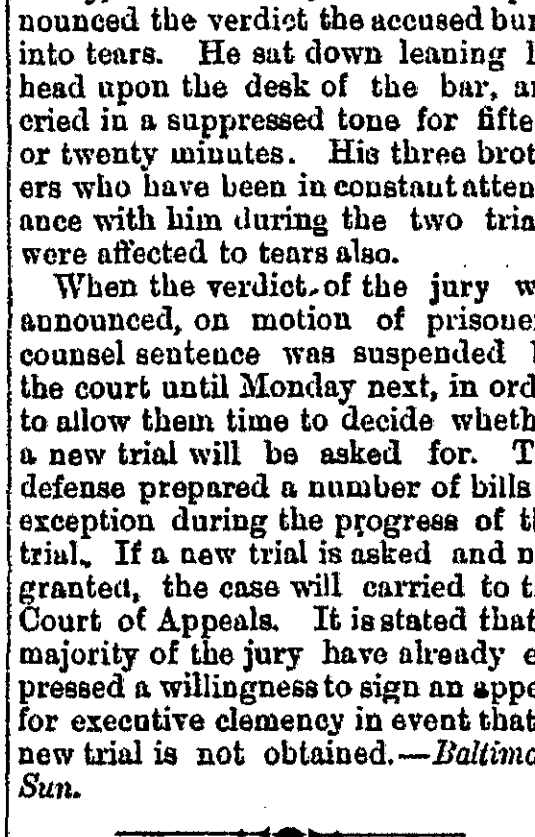 nounced the verdict the accused bur
into tears. He sat down leaning
head upon the desk of the bar, an
cried in a suppressed tone for fifte
or twenty minutes. His three brot
ers who have been in constant atten
ance with him during the two tria
were affected to tears also.
When the verdict of the jury w
announced, on motion of prisone
counsel sentence was suspended
the court until Monday next, in ord
to allow them time to decide wheth
a new trial will be asked for. T
defense prepared a number of bills
exception during the progress of t
trial. If a new trial is asked and n
granted, the case will carried to t
Court of Appeals. It is stated that
majority of the jury have already e
pressed a willingness to sign an appe
for executive clemency in event that
new trial is not obtained.—Baltimo
Sun.